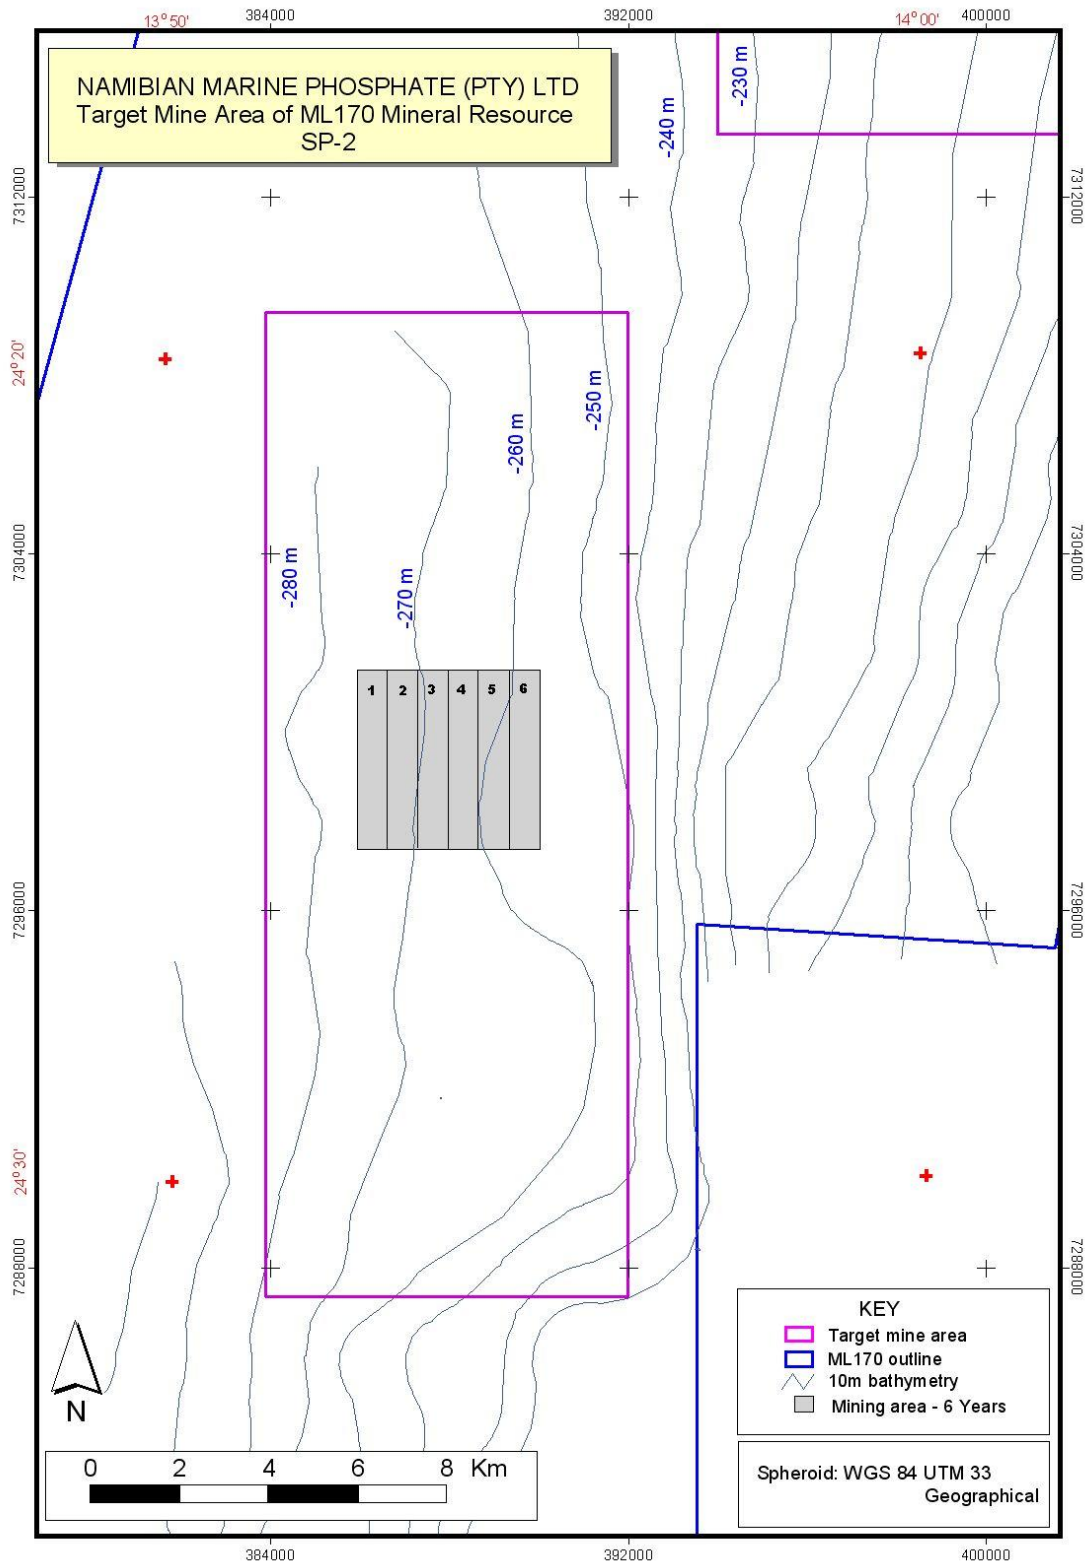 384000
392000
400000
13°50'
14°00'
NAMIBIAN MARINE PHOSPHATE (PTY) LTD
Target Mine Area of ML170 Mineral Resource
SP-2
-230 m
-240 m
7312000
7312000
24°20'
-250 m
-260 m
7304000
7304000
-280 m
-270 m
1 2 3 4 5 6
7296000
7296000
24°30'
7288000
7288000
KEY
Target mine area
ML170 outline
10m bathymetry
Mining area - 6 Years
N
0 2 4 6 8 Km
Spheroid: WGS 84 UTM 33
Geographical
384000
392000
400000